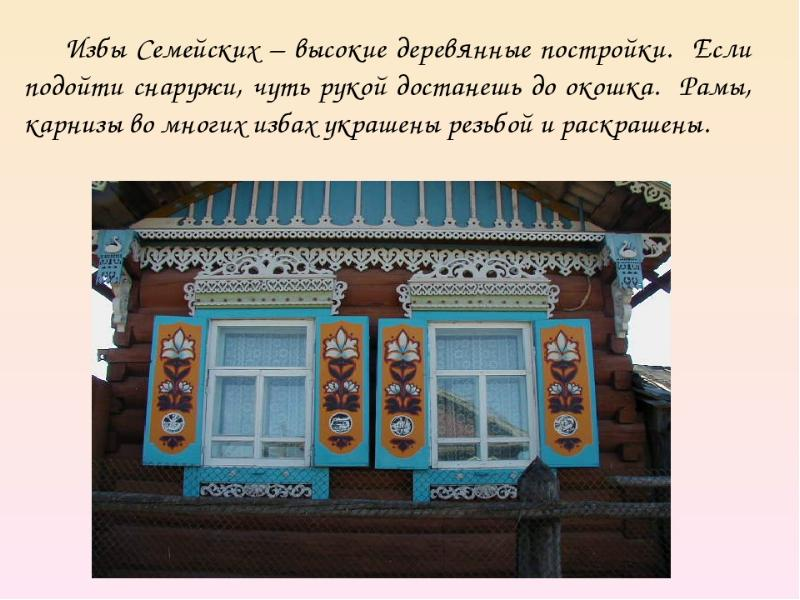 Избы Семейских – высокие деревянные постройки. Если
подойти снаружи, чуть рукой достанешь до окошка. Рамы,
карнизы во многих избах украшены резьбой и раскрашены.